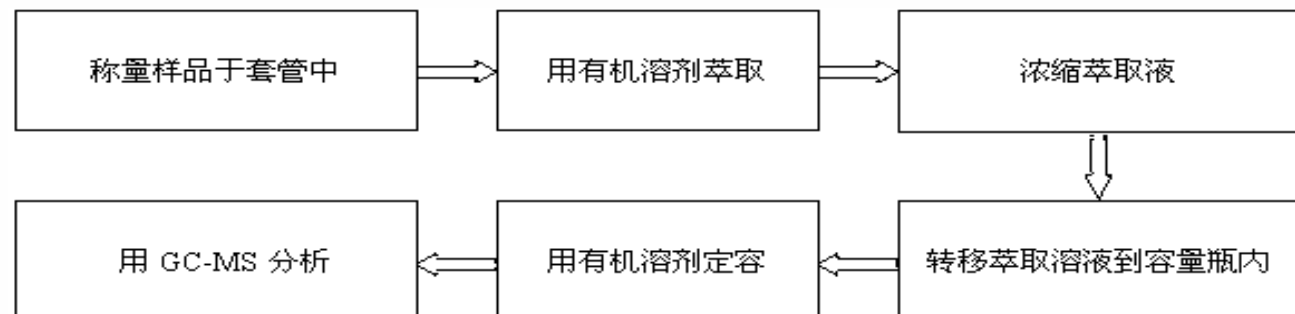 称量样品于套管中
用有机溶剂萃取
浓缩萃取液
转移萃取溶液到容量瓶内
用有机溶剂定容
用 GC-MS 分析